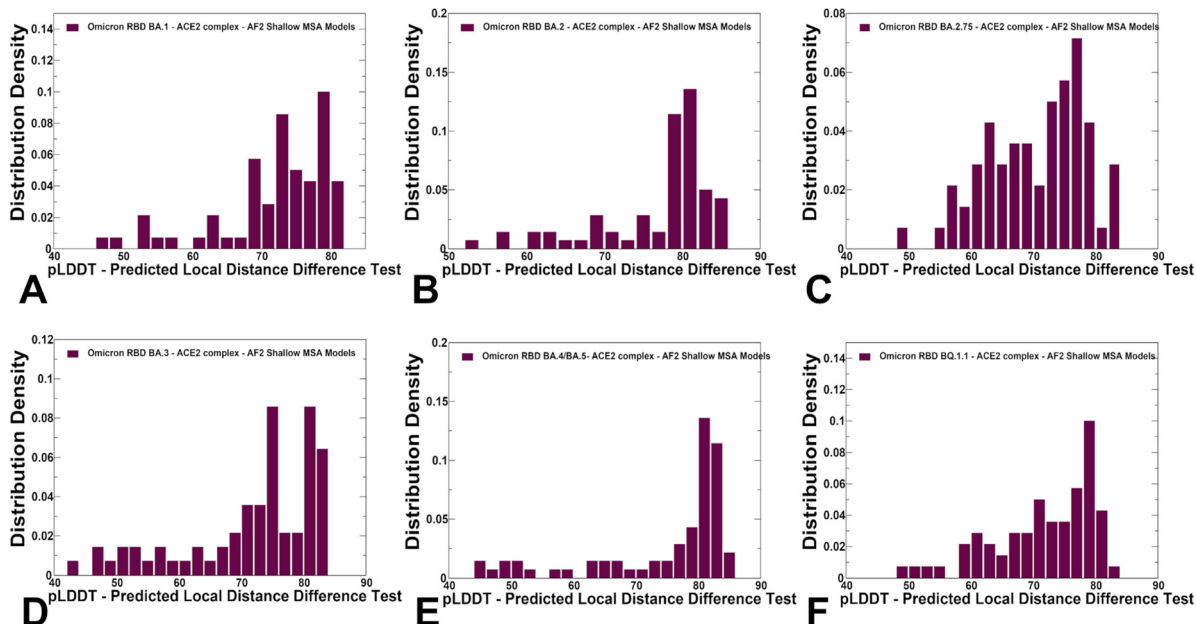 Distribution Density
0.14
0.12
0.1
0.08
0.06
0.04
0.02
0
Omicron RBD BA.1 - ACE2 complex - AF2 Shallow MSA Models
40 50 60 70 80
pLDDT - Predicted Local Distance Difference Test
A
Distribution Density
0.2
0.15
0.1
0.05
0
Omicron RBD BA.2 - ACE2 complex - AF2 Shallow MSA Models
50 60 70 80 90
pLDDT - Predicted Local Distance Difference Test
B
Distribution Density
0.08
0.06
0.04
0.02
0
Omicron RBD BA.2.75 - ACE2 complex - AF2 Shallow MSA Models
40 50 60 70 80 90
pLDDT - Predicted Local Distance Difference Test
C
Distribution Density
0.12
0.1
0.08
0.06
0.04
0.02
0
Omicron RBD BA.3 - ACE2 complex - AF2 Shallow MSA Models
40 50 60 70 80 90
pLDDT - Predicted Local Distance Difference Test
D
Distribution Density
0.2
0.15
0.1
0.05
0
Omicron RBD BA.4/BA.5- ACE2 complex - AF2 Shallow MSA Models
40 50 60 70 80 90
pLDDT - Predicted Local Distance Difference Test
E
Distribution Density
0.14
0.12
0.1
0.08
0.06
0.04
0.02
0
Omicron RBD BQ.1.1 - ACE2 complex - AF2 Shallow MSA Models
40 50 60 70 80 90
pLDDT - Predicted Local Distance Difference Test
F